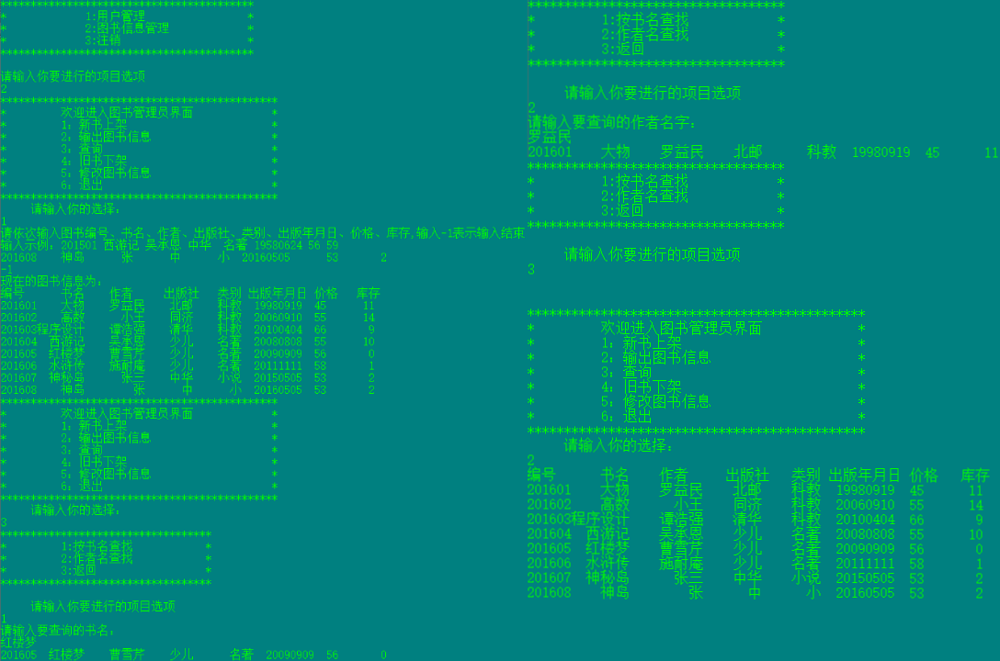 ******************************************
*             1:用户管理                 *
*             2:图书信息管理             *
*             3:注销                     *
******************************************
请输入你要进行的项目选项
2
**********************************************
*         欢迎进入图书管理员界面             *
*         1: 新书上架                        *
*         2: 输出图书信息                    *
*         3: 查询                            *
*         4: 旧书下架                        *
*         5: 修改图书信息                    *
*         6: 退出                            *
**********************************************
请输入你的选择:
1
请依次输入图书编号、书名、作者、出版社、类别、出版年月日、价格、库存,输入-1表示输入结束
输入示例: 201501 西游记 吴承恩 中华 名著 19580624 56 59
201608 神岛 张 中 小 20160505 53 2
-1
现在的图书信息为:
编号 书名 作者 出版社 类别 出版年月日 价格 库存
201601 大物 罗益民 北邮 科教 19980919 45 11
201602 高数 小王 同济 科教 20060910 55 14
201603程序设计 谭浩强 清华 科教 20100404 66 9
201604 西游记 吴承恩 少儿 名著 20080808 55 10
201605 红楼梦 曹雪芹 少儿 名著 20090909 56 0
201606 水浒传 施耐庵 少儿 名著 20111111 58 1
201607 神秘岛 张三 中华 小说 20150505 53 2
201608 神岛 张 中 小 20160505 53 2
**********************************************
*         欢迎进入图书管理员界面             *
*         1: 新书上架                        *
*         2: 输出图书信息                    *
*         3: 查询                            *
*         4: 旧书下架                        *
*         5: 修改图书信息                    *
*         6: 退出                            *
**********************************************
请输入你的选择:
3
***********************************
*         1:按书名查找            *
*         2:作者名查找            *
*         3:返回                  *
***********************************
请输入你要进行的项目选项
1
请输入要查询的书名:
红楼梦
201605 红楼梦 曹雪芹 少儿 名著 20090909 56 0
***********************************
*         1:按书名查找            *
*         2:作者名查找            *
*         3:返回                  *
***********************************
请输入你要进行的项目选项
2
请输入要查询的作者名字:
罗益民
201601 大物 罗益民 北邮 科教 19980919 45 11
***********************************
*         1:按书名查找            *
*         2:作者名查找            *
*         3:返回                  *
***********************************
请输入你要进行的项目选项
3
**********************************************
*         欢迎进入图书管理员界面             *
*         1: 新书上架                        *
*         2: 输出图书信息                    *
*         3: 查询                            *
*         4: 旧书下架                        *
*         5: 修改图书信息                    *
*         6: 退出                            *
**********************************************
请输入你的选择:
2
编号 书名 作者 出版社 类别 出版年月日 价格 库存
201601 大物 罗益民 北邮 科教 19980919 45 11
201602 高数 小王 同济 科教 20060910 55 14
201603程序设计 谭浩强 清华 科教 20100404 66 9
201604 西游记 吴承恩 少儿 名著 20080808 55 10
201605 红楼梦 曹雪芹 少儿 名著 20090909 56 0
201606 水浒传 施耐庵 少儿 名著 20111111 58 1
201607 神秘岛 张三 中华 小说 20150505 53 2
201608 神岛 张 中 小 20160505 53 2